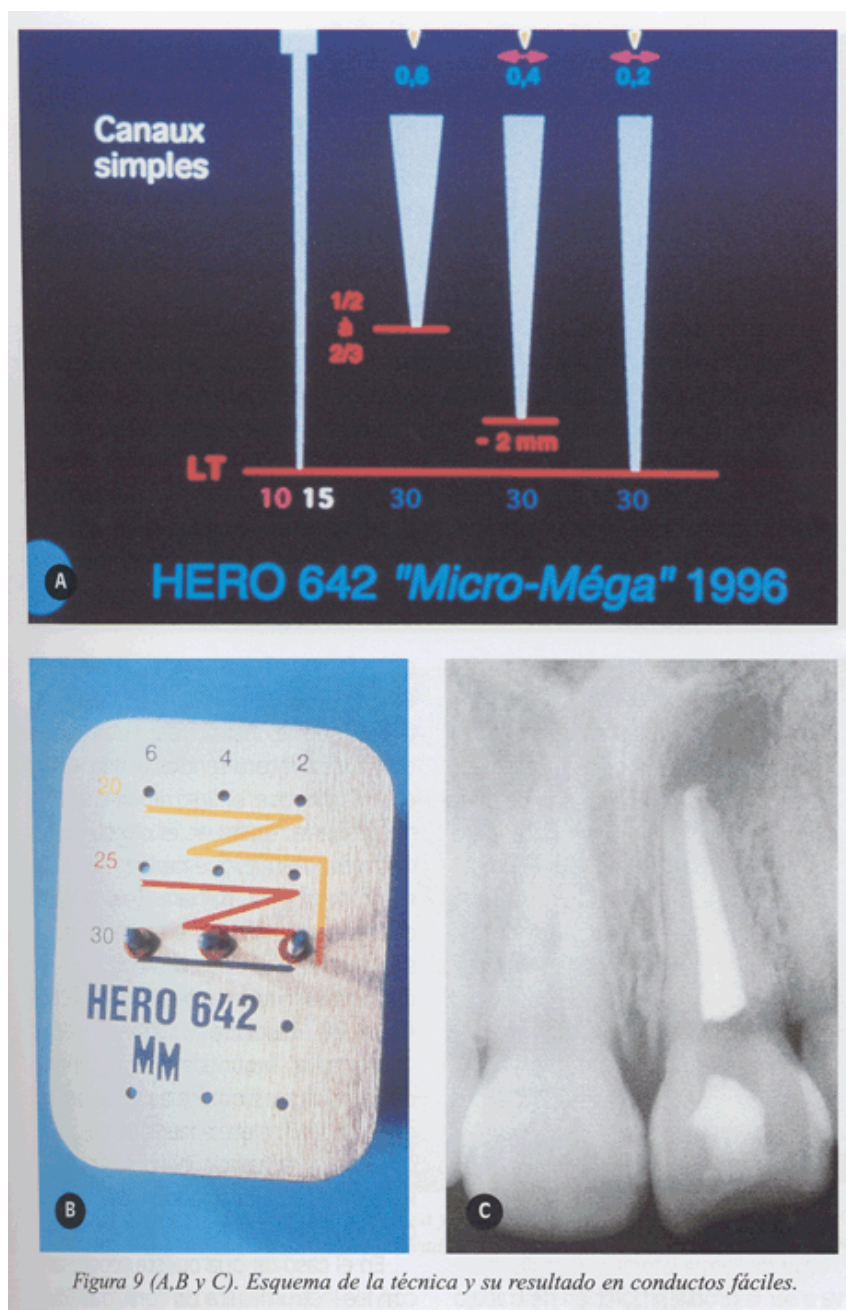 0,6 0,4 0,2
Canaux
simples
1/2
à
2/3
- 2 mm
LT
10 15 30 30 30
A
HERO 642 "Micro-Méga" 1996
6 4 2
20
25
30
HERO 642
MM
B
C
Figura 9 (A,B y C). Esquema de la técnica y su resultado en conductos fáciles.